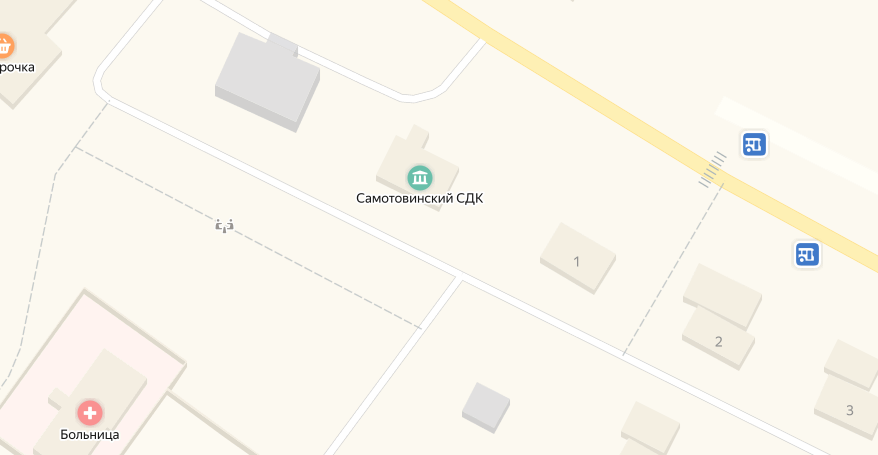 рочка
Самотовинский СДК
1
2
3
Больница